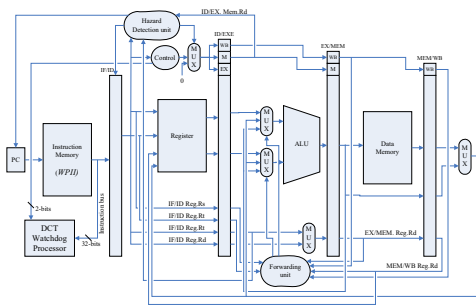 ID/EX. Mem.Rd
Hazard
Detection unit
ID/EXE
M
U
X
WB
EX/MEM
Control
M
WB
MEM/WB
IF/ID
0
EX
M
WB
PC
Instruction
Memory
(WPII)
Register
M
U
X
ALU
Data
Memory
M
U
X
M
U
X
Instruction bus
2-bits
IF/ID Reg.Rs
IF/ID Reg.Rt
IF/ID Reg.Rt
IF/ID Reg.Rd
M
U
X
EX/MEM. Reg.Rd
DCT
Watchdog
Processor
32-bits
Forwarding
unit
MEM/WB Reg.Rd